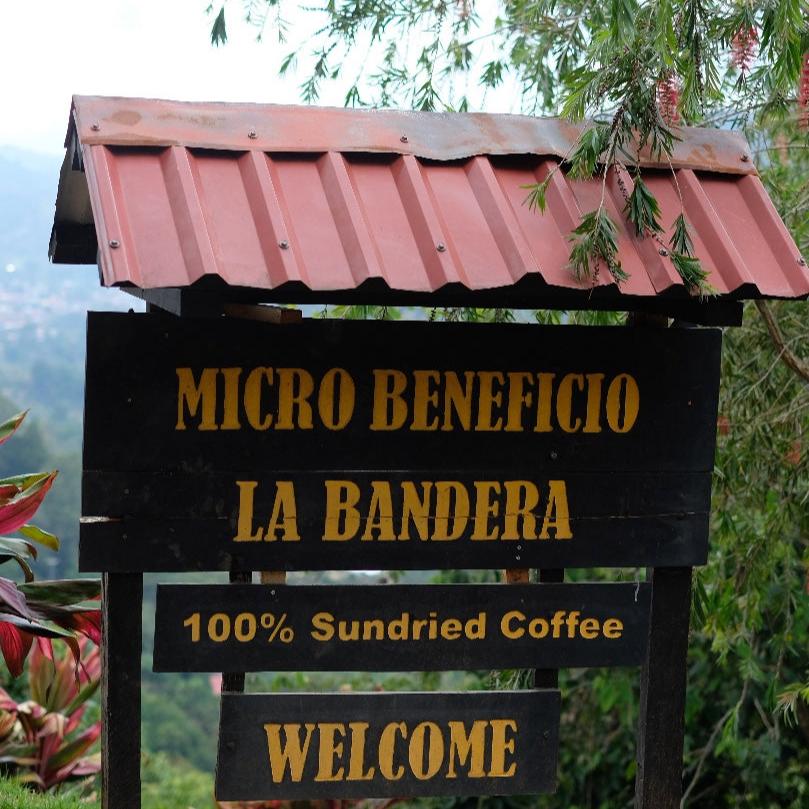 MICRO BENEFICIO
LA BANDERA
100% Sundried Coffee
WELCOME